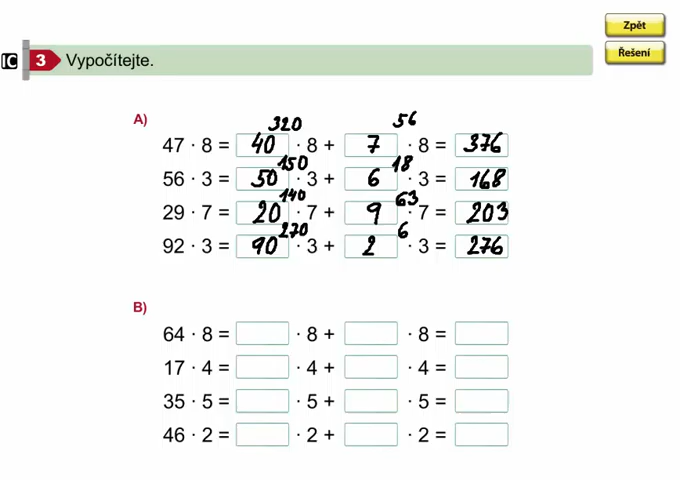 Zpět
Řešení
IC
3 Vypočítejte.
A)
320 56
47 · 8 = 40 · 8 + 7 · 8 = 376
150 18
56 · 3 = 50 · 3 + 6 · 3 = 168
140 63
29 · 7 = 20 · 7 + 9 · 7 = 203
270 6
92 · 3 = 90 · 3 + 2 · 3 = 276
B)
64 · 8 = · 8 + · 8 =
17 · 4 = · 4 + · 4 =
35 · 5 = · 5 + · 5 =
46 · 2 = · 2 + · 2 =